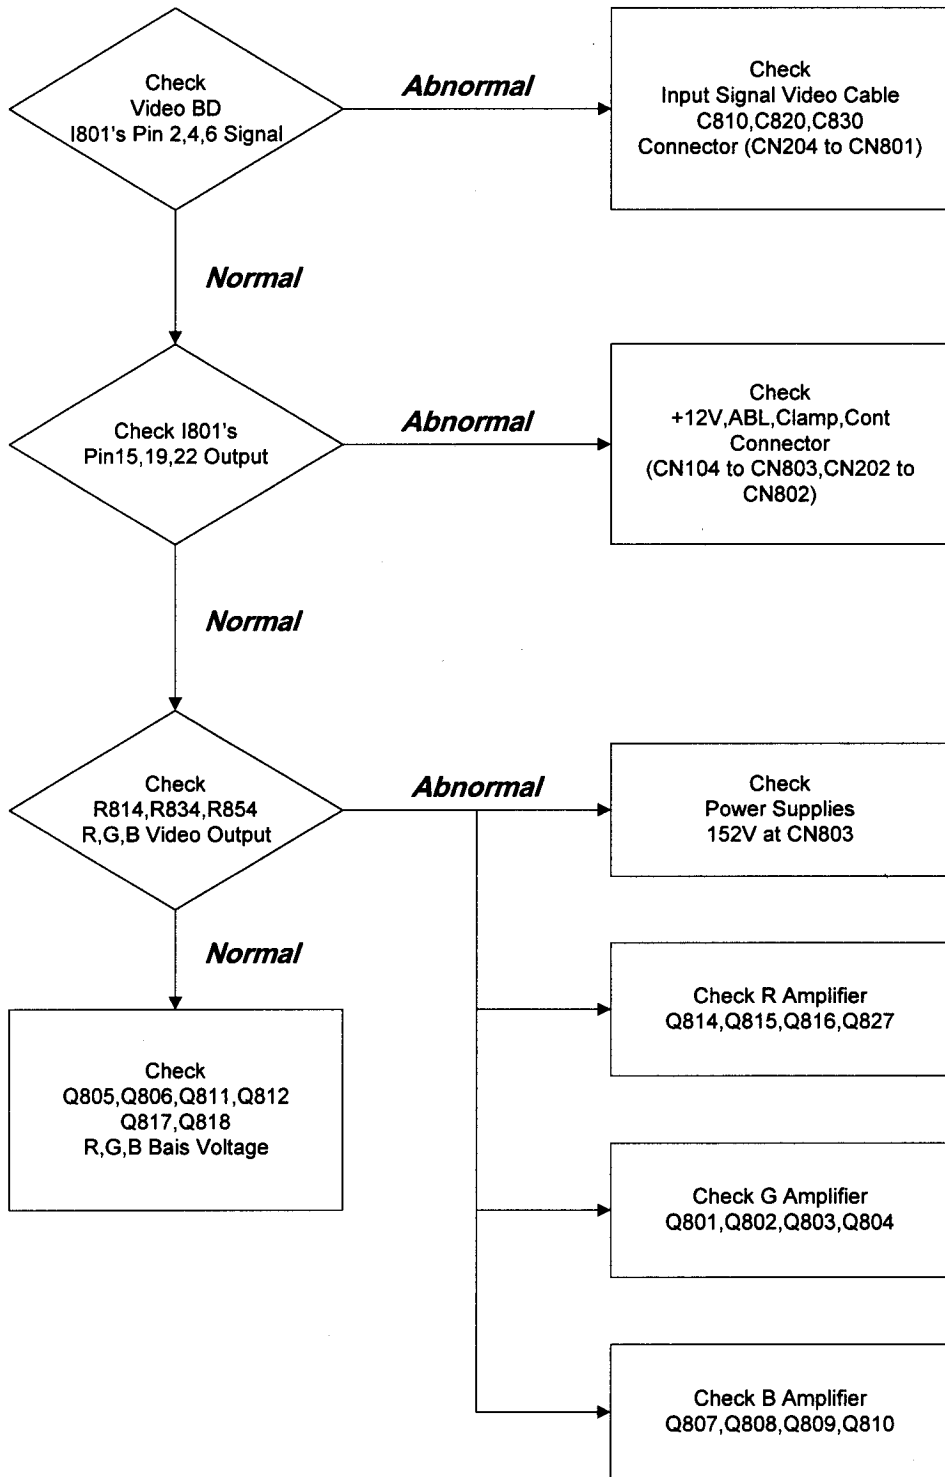 Check
Video BD
I801's Pin 2,4,6 Signal
Abnormal
Check
Input Signal Video Cable
C810,C820,C830
Connector (CN204 to CN801)
Normal
Check I801's
Pin15,19,22 Output
Abnormal
Check
+12V,ABL,Clamp,Cont
Connector
(CN104 to CN803,CN202 to
CN802)
Normal
Check
R814,R834,R854
R,G,B Video Output
Abnormal
Check
Power Supplies
152V at CN803
Normal
Check R Amplifier
Q814,Q815,Q816,Q827
Check
Q805,Q806,Q811,Q812
Q817,Q818
R,G,B Bais Voltage
Check G Amplifier
Q801,Q802,Q803,Q804
Check B Amplifier
Q807,Q808,Q809,Q810